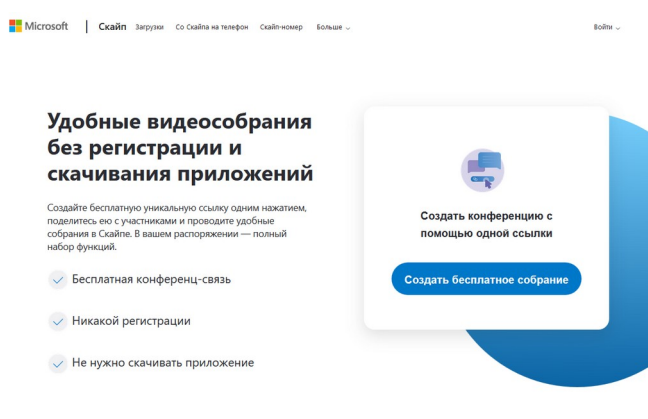 Microsoft
Скайп Загрузки Со Скайпа на телефон Скайп-номер Больше Войти
Удобные видеособрания
без регистрации и
скачивания приложений
Создайте бесплатную уникальную ссылку одним нажатием,
поделитесь ею с участниками и проводите удобные
собрания в Скайпе. В вашем распоряжении — полный
набор функций.
Бесплатная конференц-связь
Никакой регистрации
Не нужно скачивать приложение
Создать конференцию с
помощью одной ссылки
Создать бесплатное собрание